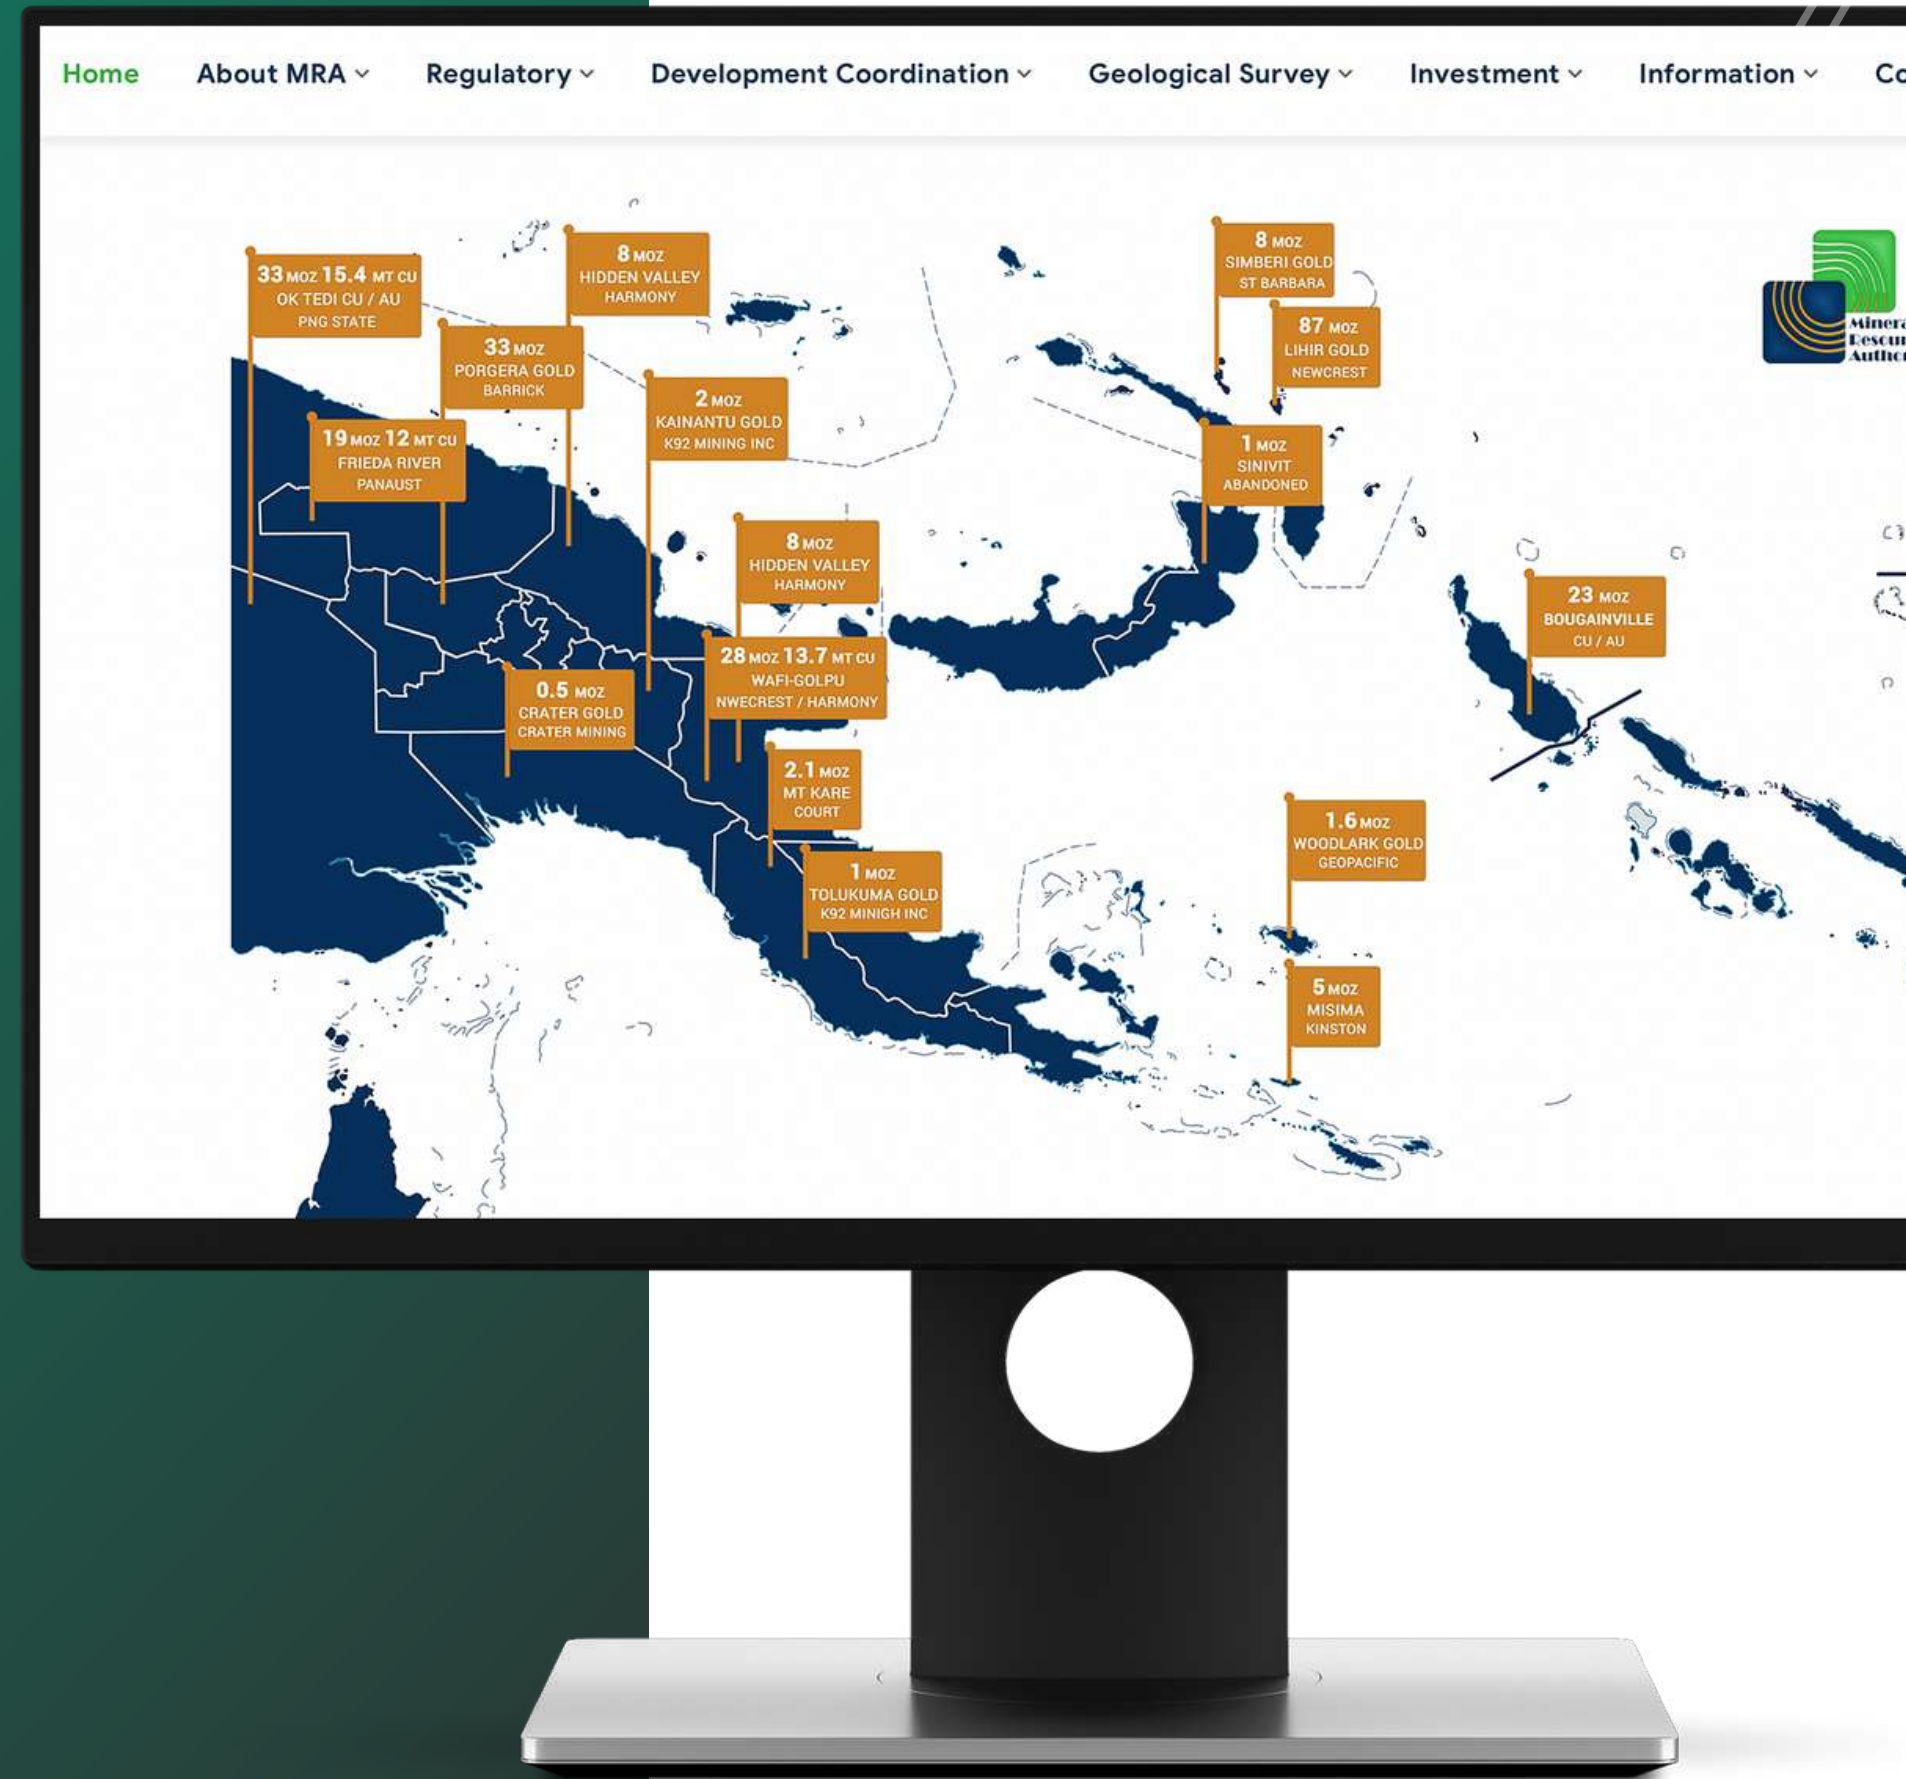 Home About MRA Regulatory Development Coordination Geological Survey Investment Information Co
33 MOZ 15.4 MT CU
OK TEDI CU / AU
PNG STATE
8 MOZ
HIDDEN VALLEY
HARMONY
33 MOZ
PORGERA GOLD
BARRICK
19 MOZ 12 MT CU
FRIEDA RIVER
PANAUST
2 MOZ
KAINANTU GOLD
K92 MINING INC
8 MOZ
SIMBERI GOLD
ST BARBARA
87 MOZ
LIHIR GOLD
NEWCREST
1 MOZ
SINIVIT
ABANDONED
Minera
Resour
Author
8 MOZ
HIDDEN VALLEY
HARMONY
28 MOZ 13.7 MT CU
WAFI-GOLPU
NWECREST / HARMONY
0.5 MOZ
CRATER GOLD
CRATER MINING
23 MOZ
BOUGAINVILLE
CU / AU
2.1 MOZ
MT KARE
COURT
1 MOZ
TOLUKUMA GOLD
K92 MINIGH INC
1.6 MOZ
WOODLARK GOLD
GEOPACIFIC
5 MOZ
MISIMA
KINSTON